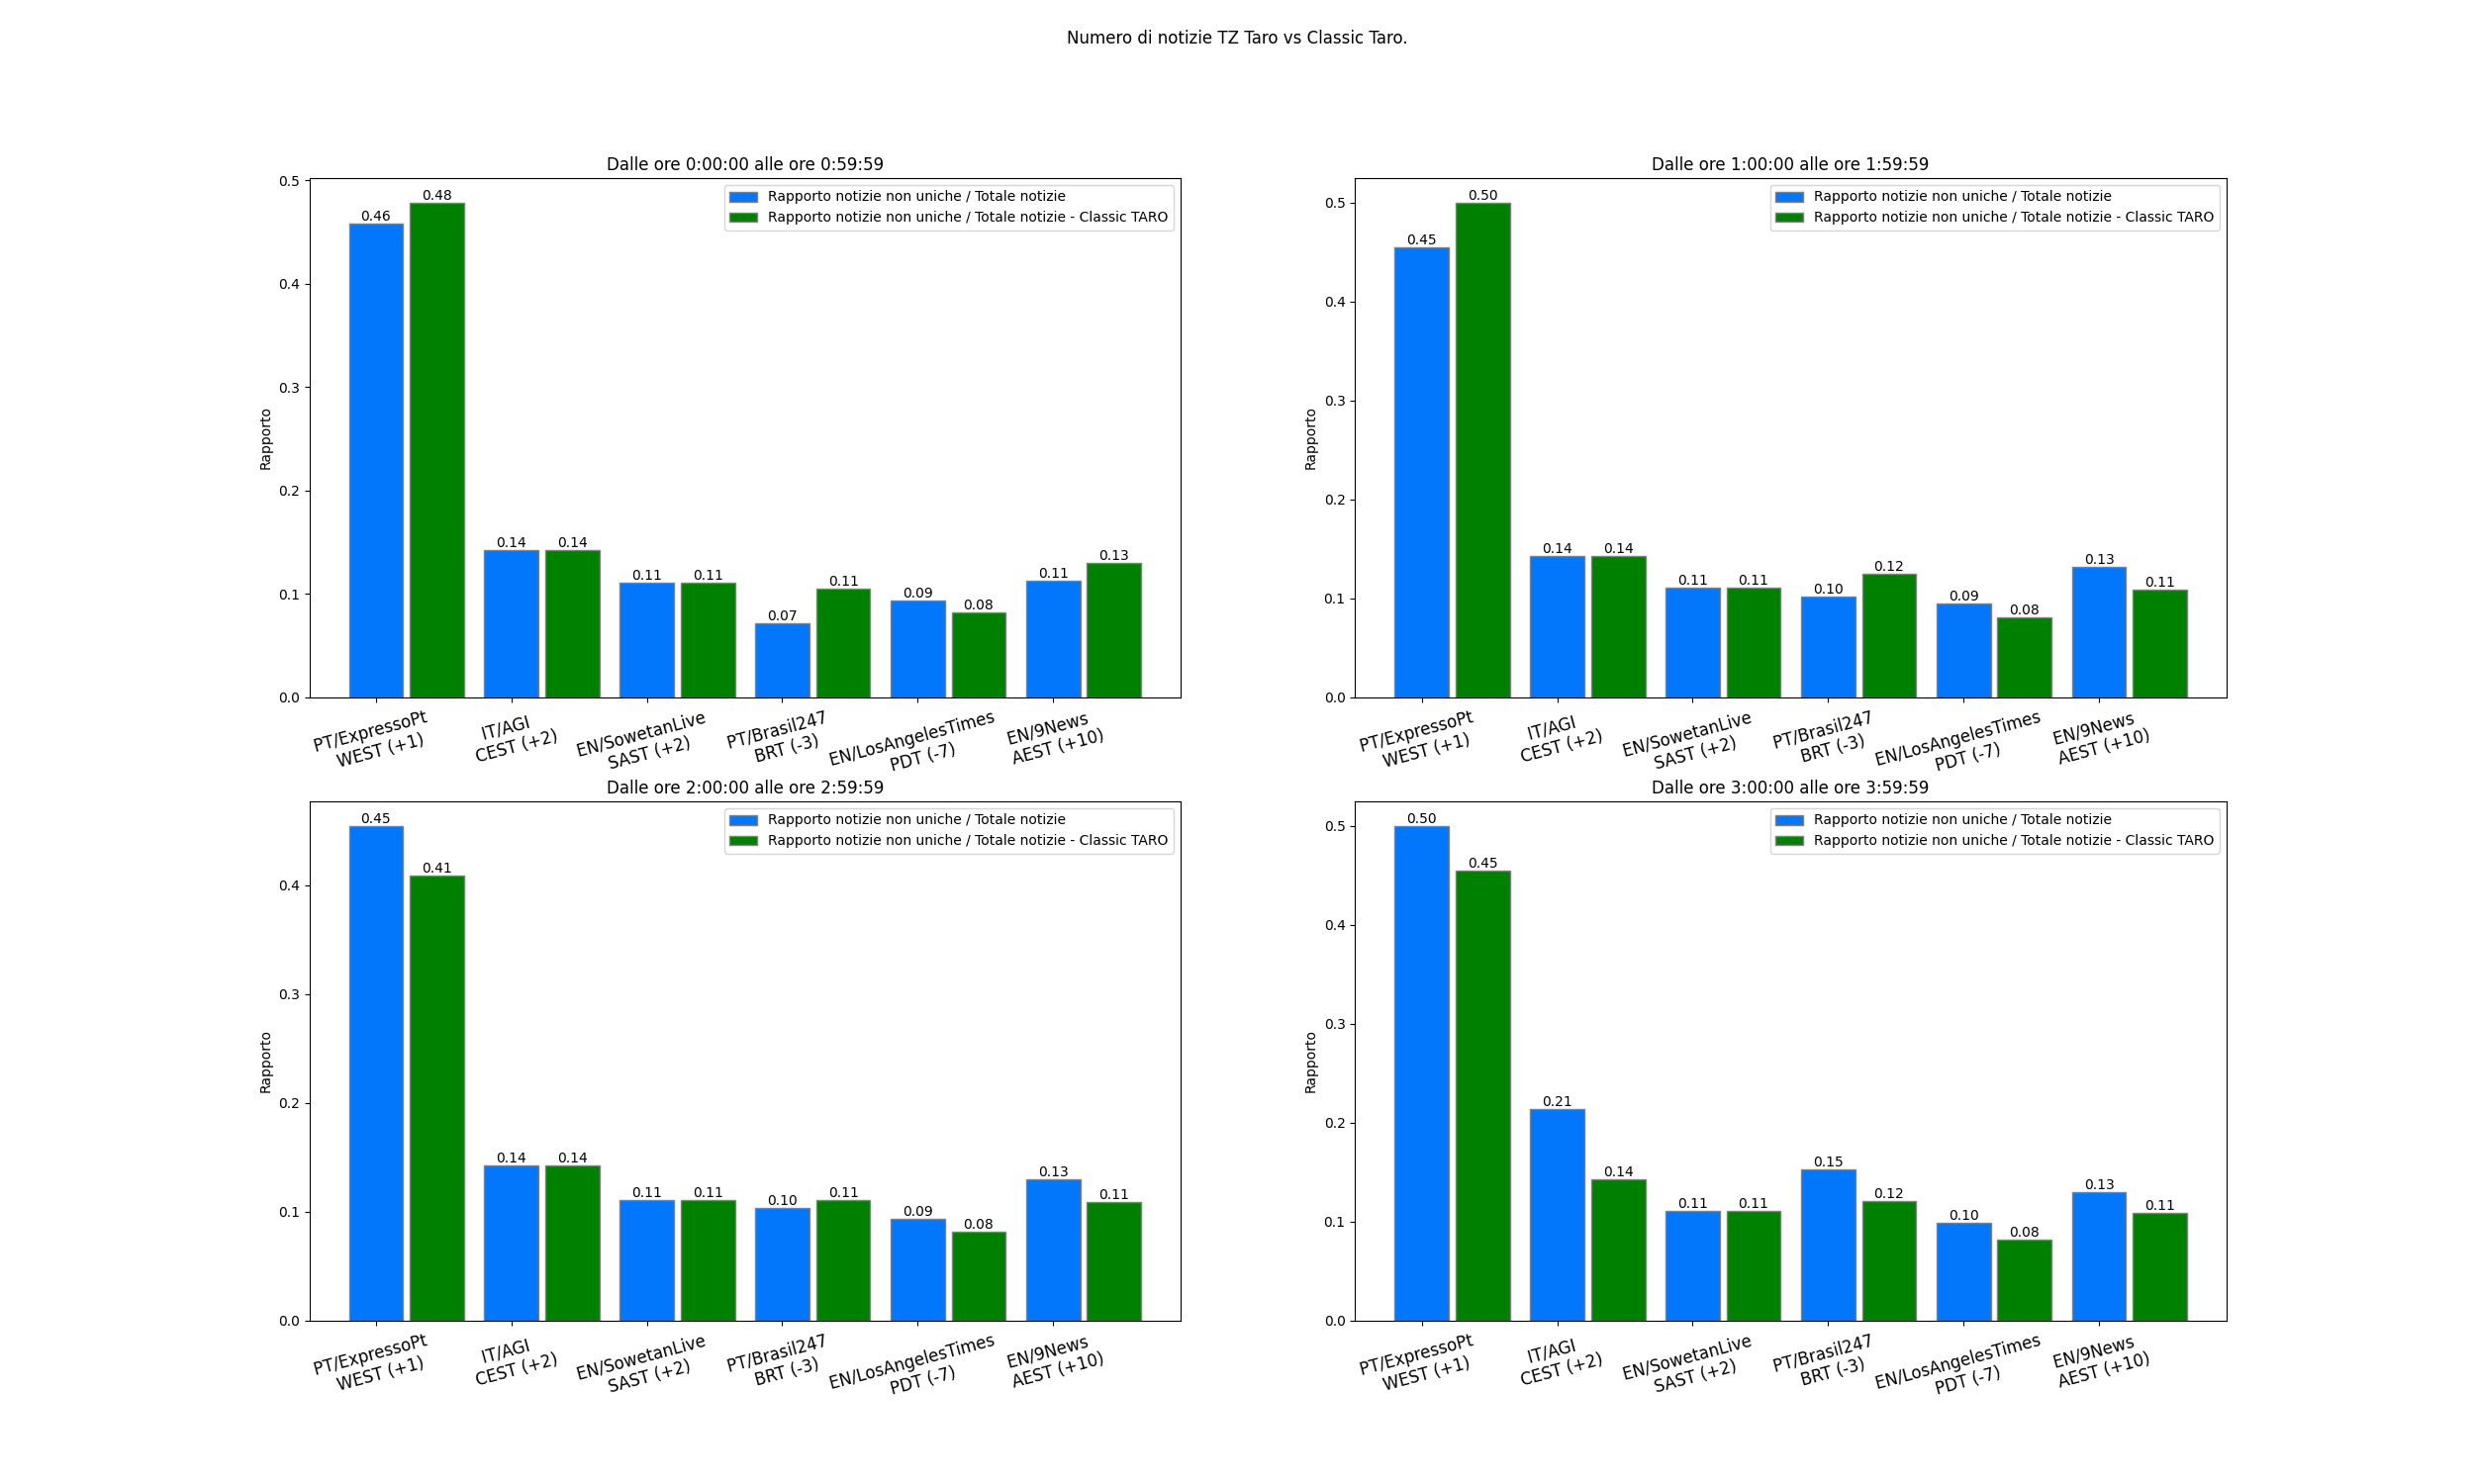 Numero di notizie TZ Taro vs Classic Taro.
Dalle ore 0:00:00 alle ore 0:59:59
Rapporto notizie non uniche / Totale notizie
Rapporto notizie non uniche / Totale notizie - Classic TARO
Rapporto
0.5
0.4
0.3
0.2
0.1
0.0
0.46
0.48
0.14
0.14
0.11
0.11
0.07
0.11
0.09
0.08
0.11
0.13
PT/ExpressoPt
WEST (+1)
IT/AGI
CEST (+2)
EN/SowetanLive
SAST (+2)
PT/Brasil247
BRT (-3)
EN/LosAngelesTimes
PDT (-7)
EN/9News
AEST (+10)
Dalle ore 1:00:00 alle ore 1:59:59
Rapporto notizie non uniche / Totale notizie
Rapporto notizie non uniche / Totale notizie - Classic TARO
Rapporto
0.5
0.4
0.3
0.2
0.1
0.0
0.45
0.50
0.14
0.14
0.11
0.11
0.10
0.12
0.09
0.08
0.13
0.11
PT/ExpressoPt
WEST (+1)
IT/AGI
CEST (+2)
EN/SowetanLive
SAST (+2)
PT/Brasil247
BRT (-3)
EN/LosAngelesTimes
PDT (-7)
EN/9News
AEST (+10)
Dalle ore 2:00:00 alle ore 2:59:59
Rapporto notizie non uniche / Totale notizie
Rapporto notizie non uniche / Totale notizie - Classic TARO
Rapporto
0.4
0.3
0.2
0.1
0.0
0.45
0.41
0.14
0.14
0.11
0.11
0.10
0.11
0.09
0.08
0.13
0.11
PT/ExpressoPt
WEST (+1)
IT/AGI
CEST (+2)
EN/SowetanLive
SAST (+2)
PT/Brasil247
BRT (-3)
EN/LosAngelesTimes
PDT (-7)
EN/9News
AEST (+10)
Dalle ore 3:00:00 alle ore 3:59:59
Rapporto notizie non uniche / Totale notizie
Rapporto notizie non uniche / Totale notizie - Classic TARO
Rapporto
0.5
0.4
0.3
0.2
0.1
0.0
0.50
0.45
0.21
0.14
0.11
0.11
0.15
0.12
0.10
0.08
0.13
0.11
PT/ExpressoPt
WEST (+1)
IT/AGI
CEST (+2)
EN/SowetanLive
SAST (+2)
PT/Brasil247
BRT (-3)
EN/LosAngelesTimes
PDT (-7)
EN/9News
AEST (+10)